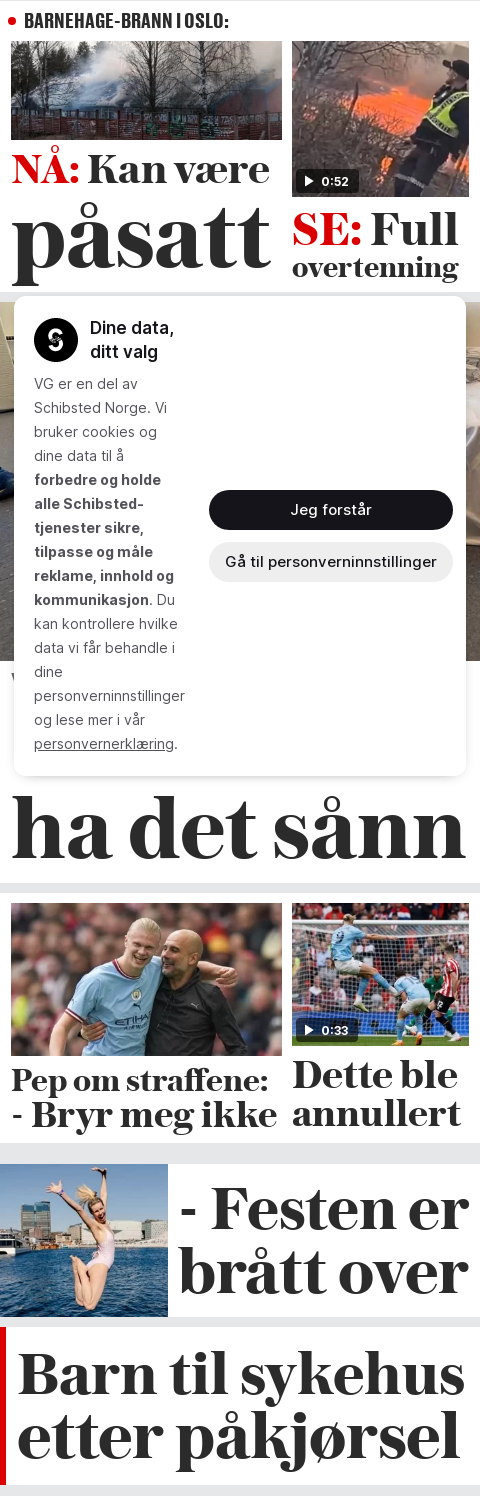 BARNEHAGE-BRANN I OSLO:
NÅ: Kan være
påsatt
0:52
SE: Full
overtenning
Dine data,
ditt valg
VG er en del av
Schibsted Norge. Vi
bruker cookies og
dine data til å
forbedre og holde
alle Schibsted-
tjenester sikre,
tilpasse og måle
reklame, innhold og
kommunikasjon. Du
kan kontrollere hvilke
data vi får behandle i
dine
personverninnstillinger
og lese mer i vår
personvernerklæring.
Jeg forstår
Gå til personverninnstillinger
ha det sånn
Pep om straffene:
- Bryr meg ikke
0:33
Dette ble
annullert
- Festen er
brått over
Barn til sykehus
etter påkjørsel